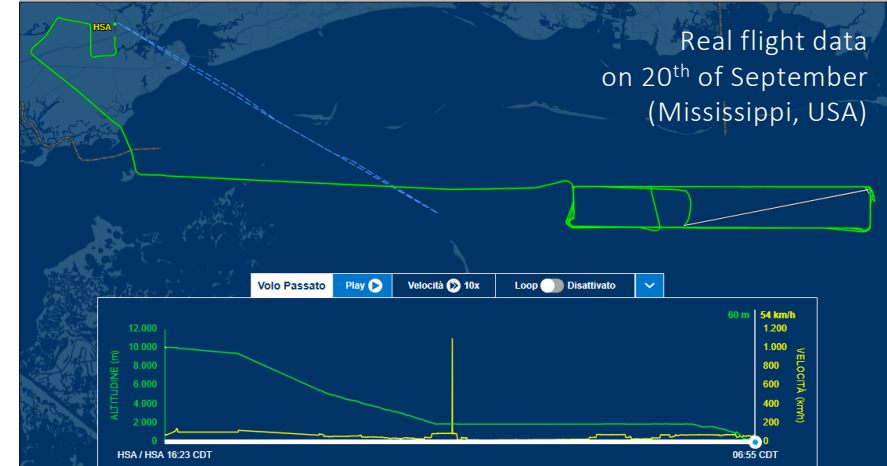 HSA
Real flight data
on 20th of September
(Mississippi, USA)
Volo Passato Play Velocità 10x Loop Disattivato
60 m 54 km/h
12.000 1.200
10.000 1.000
8.000 800
6.000 600
4.000 400
2.000 200
0 0
ALTITUDINE (m)
VELOCITÀ (km/h)
HSA / HSA 16:23 CDT 06:55 CDT